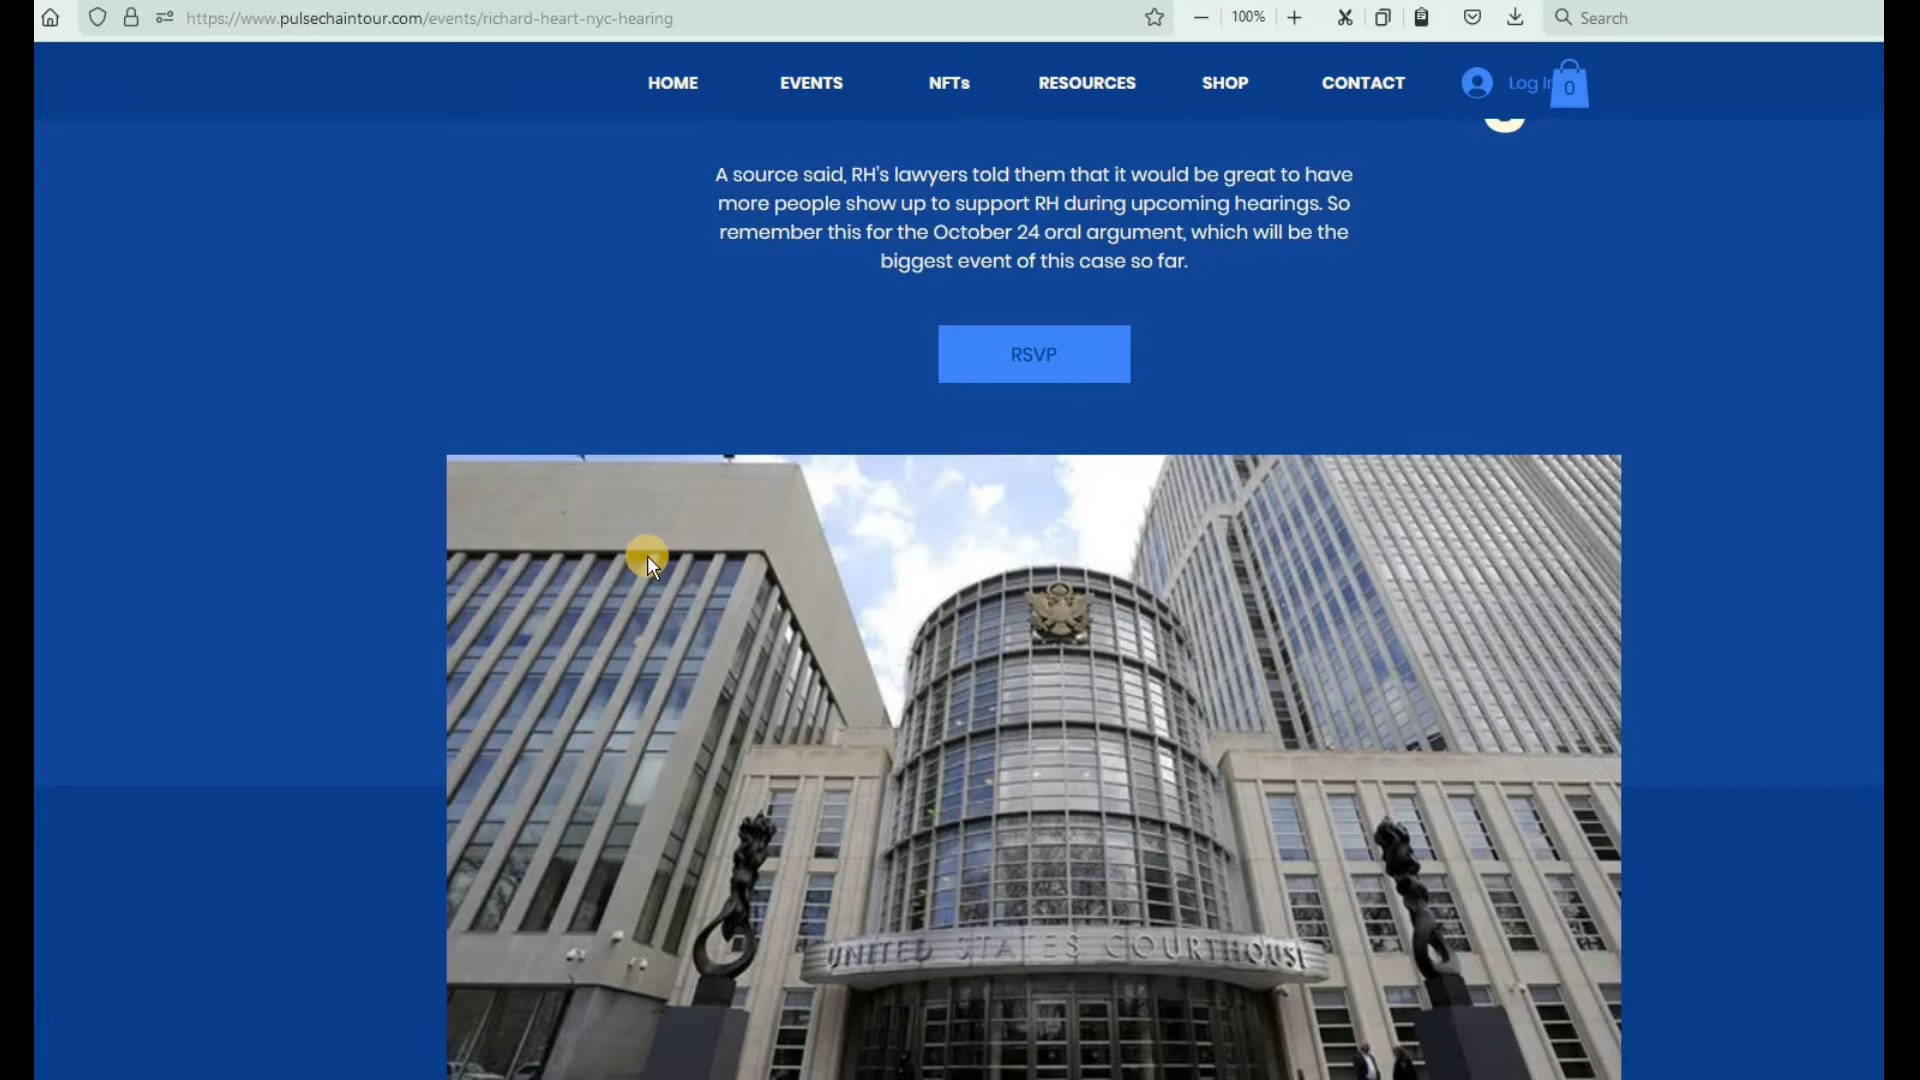 https://www.pulsechaintour.com/events/richard-heart-nyc-hearing
100%
Search
HOME
EVENTS
NFTs
RESOURCES
SHOP
CONTACT
Log In
0
A source said, RH's lawyers told them that it would be great to have
more people show up to support RH during upcoming hearings. So
remember this for the October 24 oral argument, which will be the
biggest event of this case so far.
RSVP
UNITED STATES COURTHOUSE